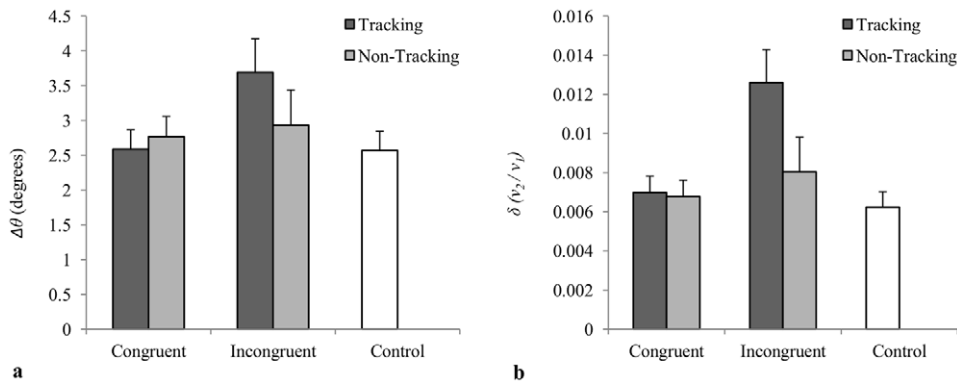 4.5
4
3.5
3
2.5
2
1.5
1
0.5
0
Δθ (degrees)
Tracking
Non-Tracking
Congruent Incongruent Control
a
0.016
0.014
0.012
0.01
0.008
0.006
0.004
0.002
0
δ (v₂ / v₁)
Tracking
Non-Tracking
Congruent Incongruent Control
b